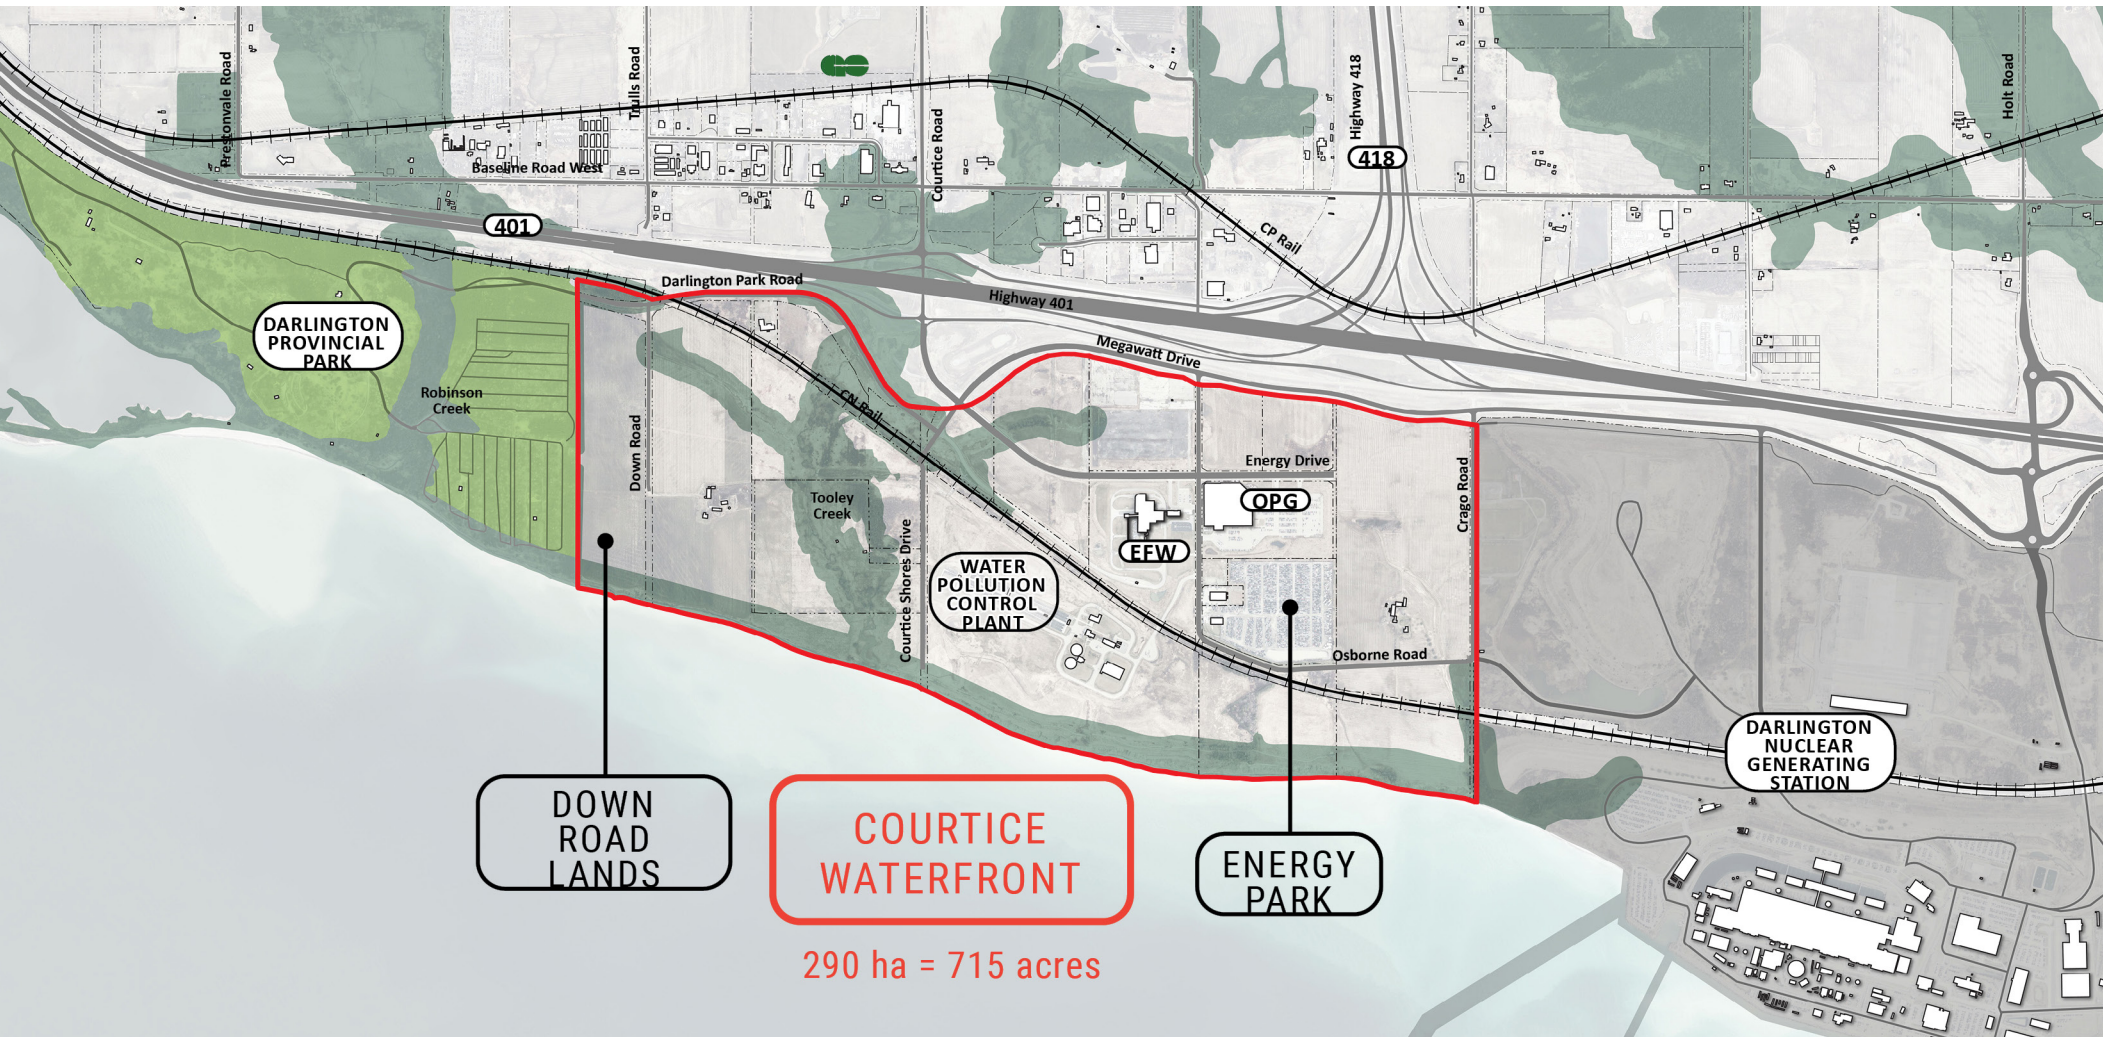 Prestonvale Road
Trulls Road
Courtice Road
Highway 418
Holt Road
418
Baseline Road West
401
CP Rail
Darlington Park Road
Highway 401
Megawatt Drive
DARLINGTON
PROVINCIAL
PARK
Robinson
Creek
CN Rail
Down Road
Energy Drive
Crago Road
Tooley
Creek
OPG
EFW
Courtice Shores Drive
WATER
POLLUTION
CONTROL
PLANT
Osborne Road
DARLINGTON
NUCLEAR
GENERATING
STATION
DOWN
ROAD
LANDS
COURTICE
WATERFRONT
ENERGY
PARK
290 ha = 715 acres